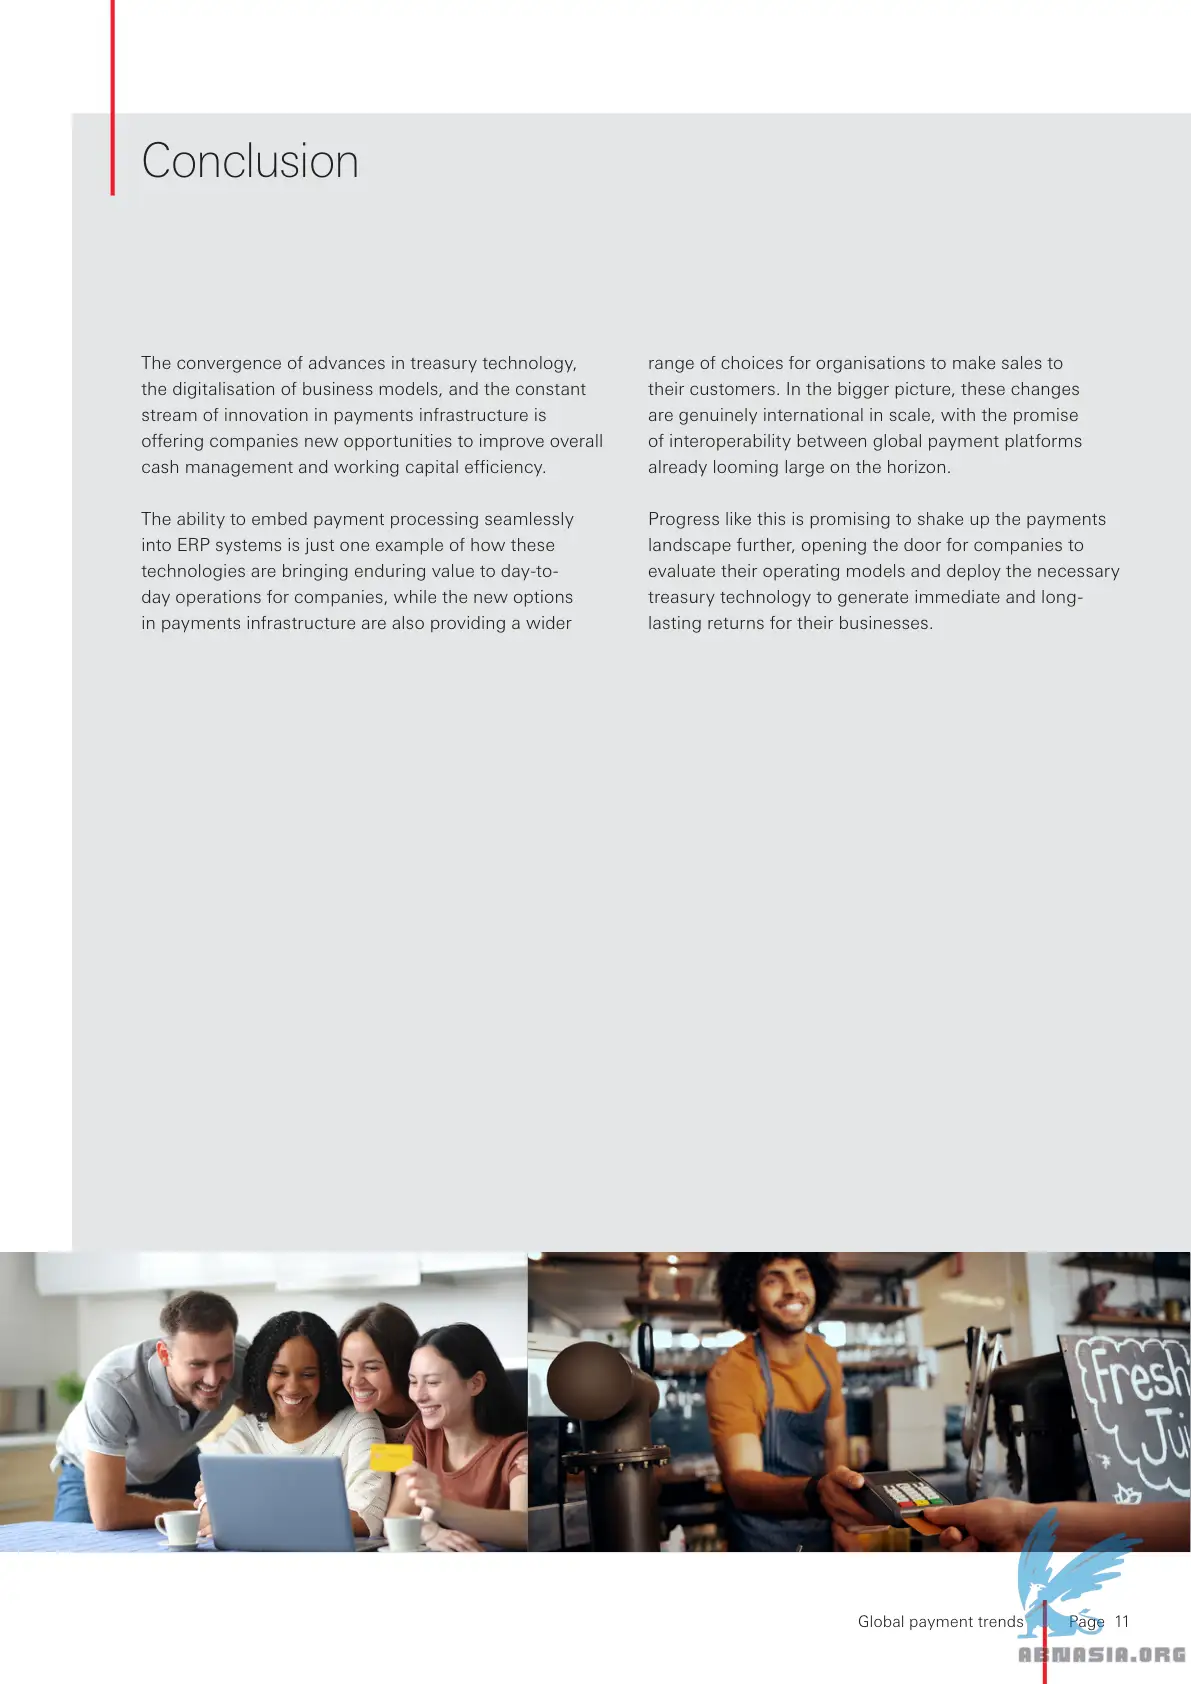 Conclusion
The convergence of advances in treasury technology,
the digitalisation of business models, and the constant
stream of innovation in payments infrastructure is
offering companies new opportunities to improve overall
cash management and working capital efficiency.
The ability to embed payment processing seamlessly
into ERP systems is just one example of how these
technologies are bringing enduring value to day-to-
day operations for companies, while the new options
in payments infrastructure are also providing a wider
range of choices for organisations to make sales to
their customers. In the bigger picture, these changes
are genuinely international in scale, with the promise
of interoperability between global payment platforms
already looming large on the horizon.
Progress like this is promising to shake up the payments
landscape further, opening the door for companies to
evaluate their operating models and deploy the necessary
treasury technology to generate immediate and long-
lasting returns for their businesses.
Fresh
Jui
Global payment trends
Page 11
ABNASIA.ORG